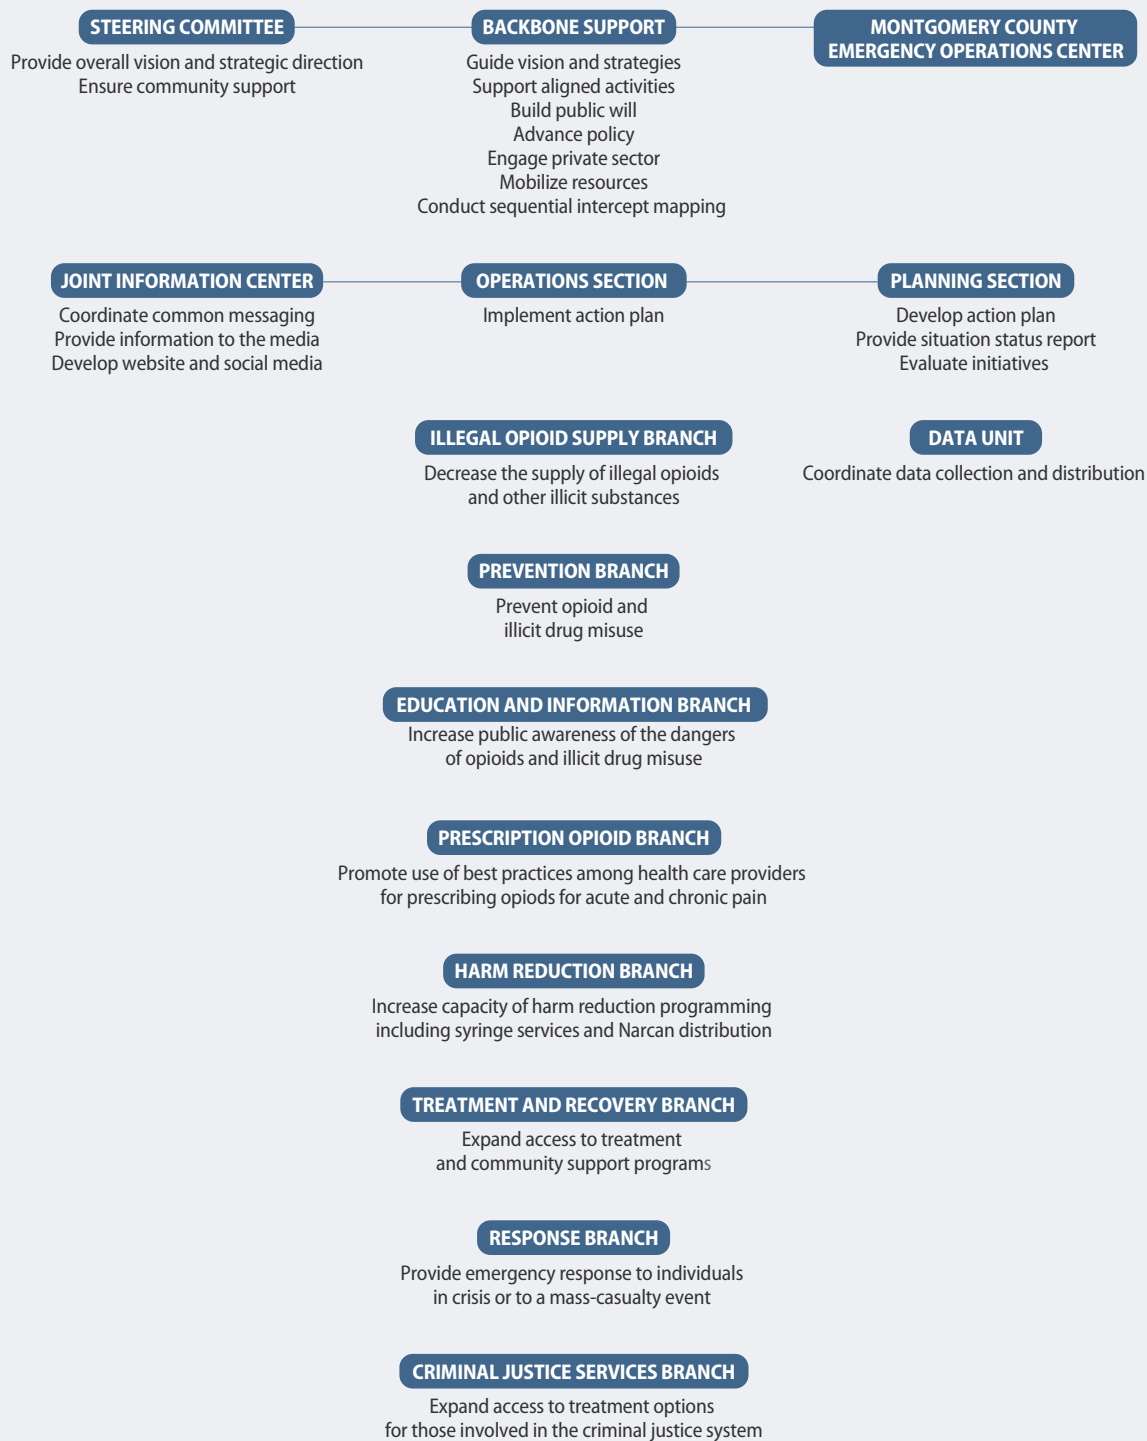 STEERING COMMITTEE
Provide overall vision and strategic direction
Ensure community support
BACKBONE SUPPORT
Guide vision and strategies
Support aligned activities
Build public will
Advance policy
Engage private sector
Mobilize resources
Conduct sequential intercept mapping
MONTGOMERY COUNTY
EMERGENCY OPERATIONS CENTER
JOINT INFORMATION CENTER
Coordinate common messaging
Provide information to the media
Develop website and social media
OPERATIONS SECTION
Implement action plan
PLANNING SECTION
Develop action plan
Provide situation status report
Evaluate initiatives
ILLEGAL OPIOID SUPPLY BRANCH
Decrease the supply of illegal opioids
and other illicit substances
DATA UNIT
Coordinate data collection and distribution
PREVENTION BRANCH
Prevent opioid and
illicit drug misuse
EDUCATION AND INFORMATION BRANCH
Increase public awareness of the dangers
of opioids and illicit drug misuse
PRESCRIPTION OPIOID BRANCH
Promote use of best practices among health care providers
for prescribing opiods for acute and chronic pain
HARM REDUCTION BRANCH
Increase capacity of harm reduction programming
including syringe services and Narcan distribution
TREATMENT AND RECOVERY BRANCH
Expand access to treatment
and community support programs
RESPONSE BRANCH
Provide emergency response to individuals
in crisis or to a mass-casualty event
CRIMINAL JUSTICE SERVICES BRANCH
Expand access to treatment options
for those involved in the criminal justice system